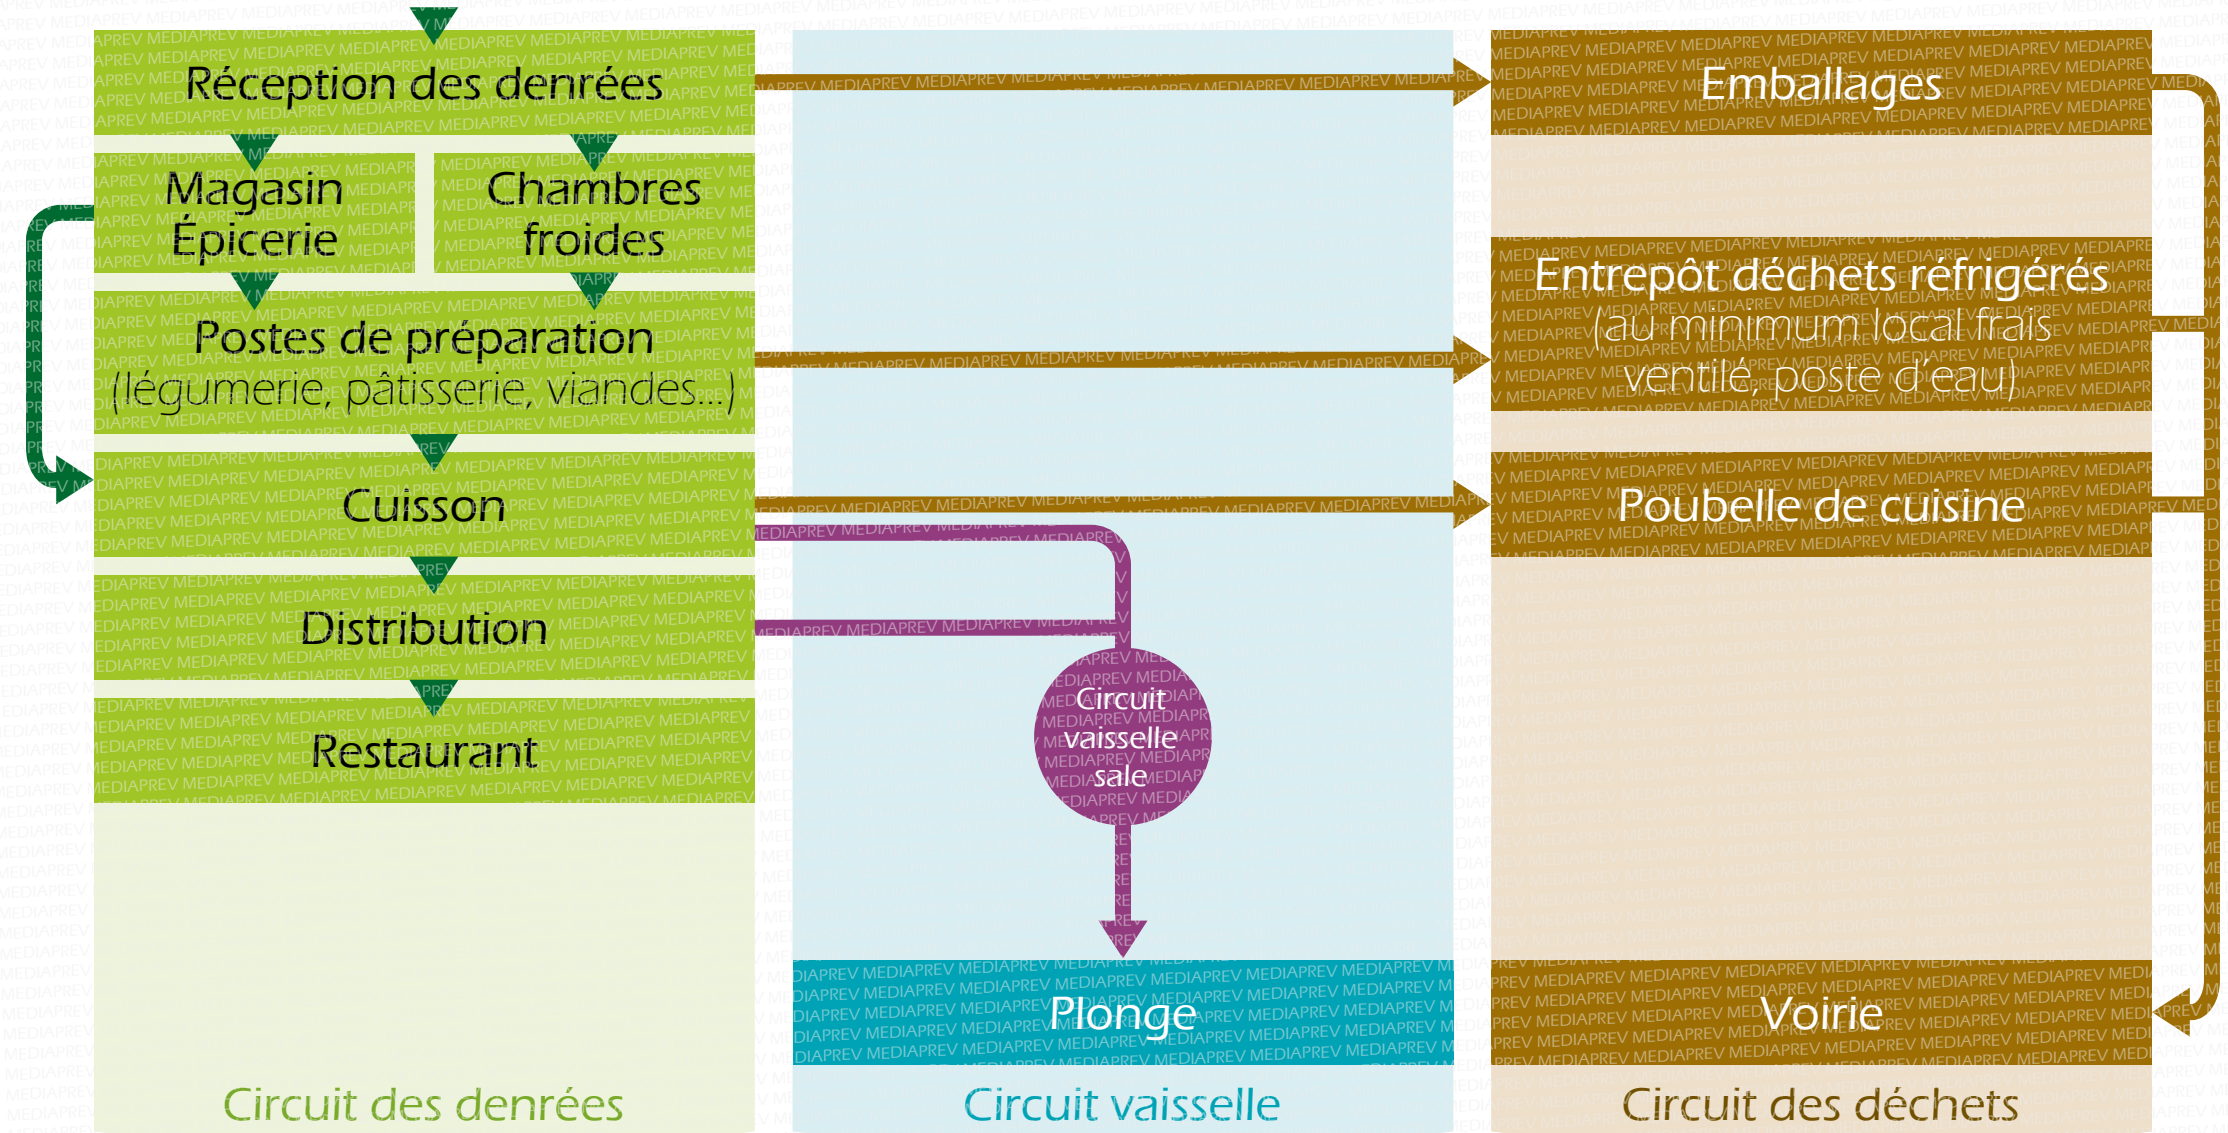 Réception des denrées
Magasin
Épicerie
Chambres
froides
Postes de préparation
(légumerie, pâtisserie, viandes...)
Cuisson
Distribution
Restaurant
Circuit des denrées
Circuit
vaisselle
sale
Plonge
Circuit vaisselle
Emballages
Entrepôt déchets réfrigérés
(au minimum local frais
ventilé, poste d'eau)
Poubelle de cuisine
Voirie
Circuit des déchets
MEDIAPREV